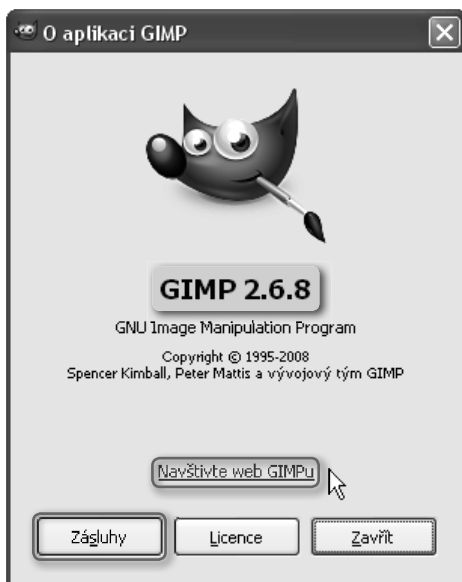 O aplikaci GIMP
GIMP 2.6.8
GNU Image Manipulation Program
Copyright © 1995-2008
Spencer Kimball, Peter Mattis a vývojový tým GIMP
Navštivte web GIMPu
Zásluhy
Licence
Zavřít